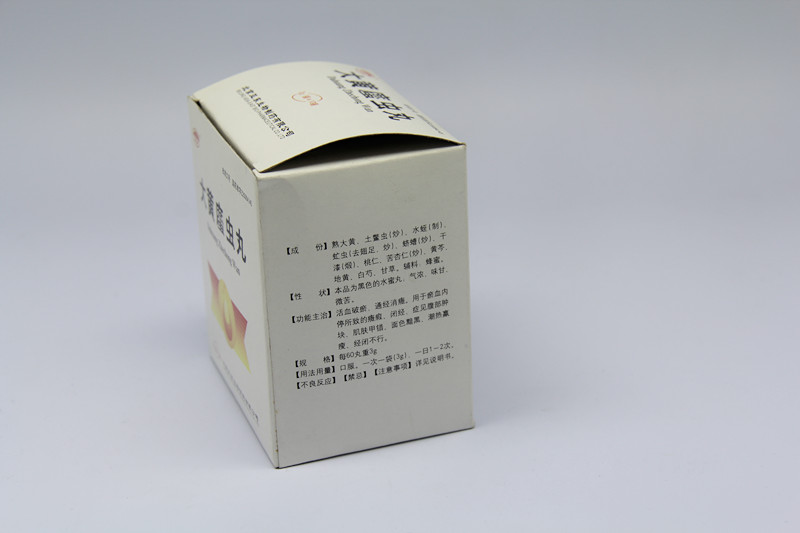 大黄䗪虫丸
大黄䗪虫丸
【成　份】熟大黄、土鳖虫(炒)、水蛭(制)、
虻虫(去翅足、炒)、蛴螬(炒)、干
漆(煅)、桃仁、苦杏仁(炒)、黄芩、
地黄、白芍、甘草。辅料：蜂蜜。
【性　状】本品为黑色的水蜜丸，气浓，味甘、
微苦。
【功能主治】活血破瘀、通经消癥。用于瘀血内
停所致的癥瘕、闭经，症见腹部肿
块、肌肤甲错、面色黯黑、潮热羸
瘦、经闭不行。
【规　格】每60丸重3g
【用法用量】口服。一次一袋(3g)，一日1－2次。
【不良反应】【禁忌】【注意事项】详见说明书。